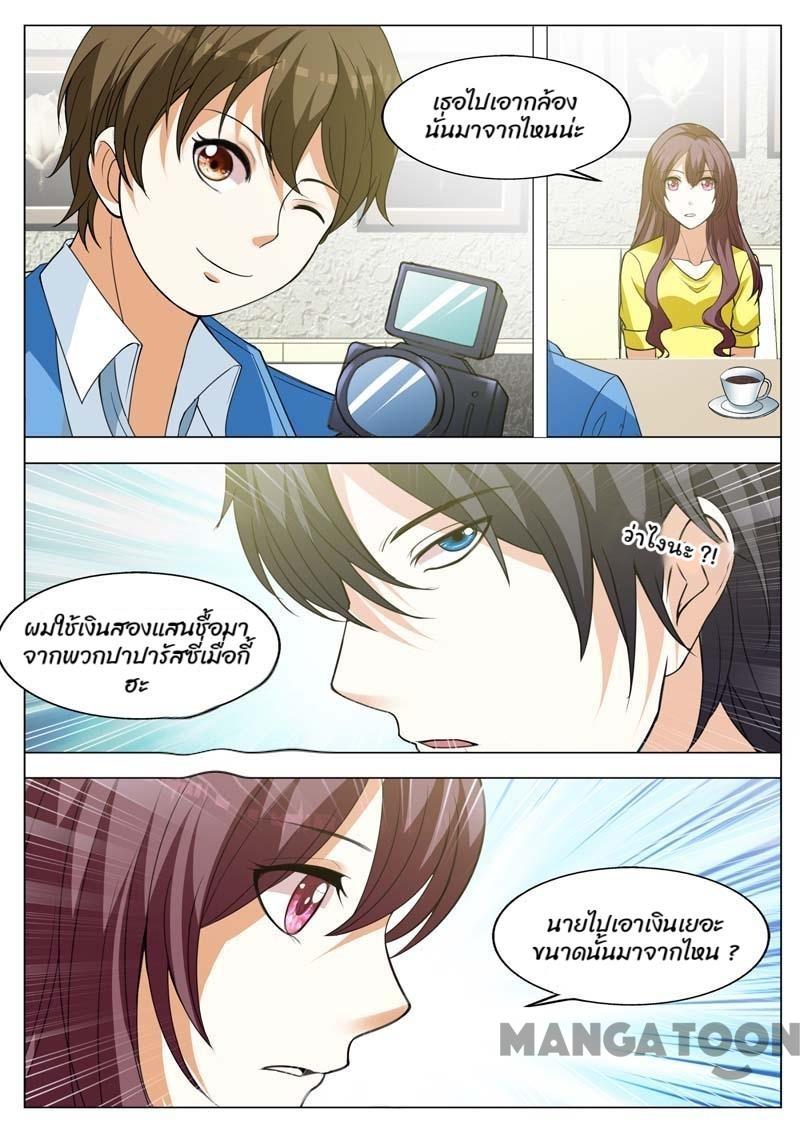 เธอไปเอากล้อง
นั่นมาจากไหนน่ะ
ว่าไงนะ ?!
ผมใช้เงินสองแสนซื้อมา
จากพวกปาปารัสซี่เมื่อกี้
ฮะ
นายไปเอาเงินเยอะ
ขนาดนั้นมาจากไหน ?
MANGATOON